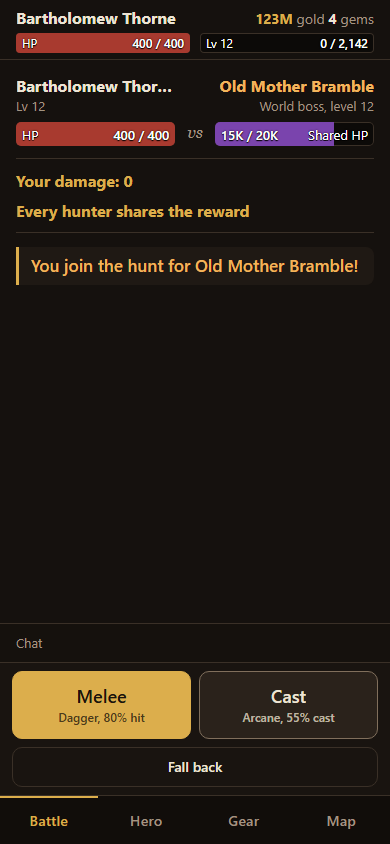 Bartholomew Thorne 123M gold 4 gems
HP 400 / 400 Lv 12 0 / 2,142
Bartholomew Thor... Old Mother Bramble
Lv 12 World boss, level 12
HP 400 / 400 vs 15K / 20K Shared HP
Your damage: 0
Every hunter shares the reward
You join the hunt for Old Mother Bramble!
Chat
Melee Cast
Dagger, 80% hit Arcane, 55% cast
Fall back
Battle Hero Gear Map